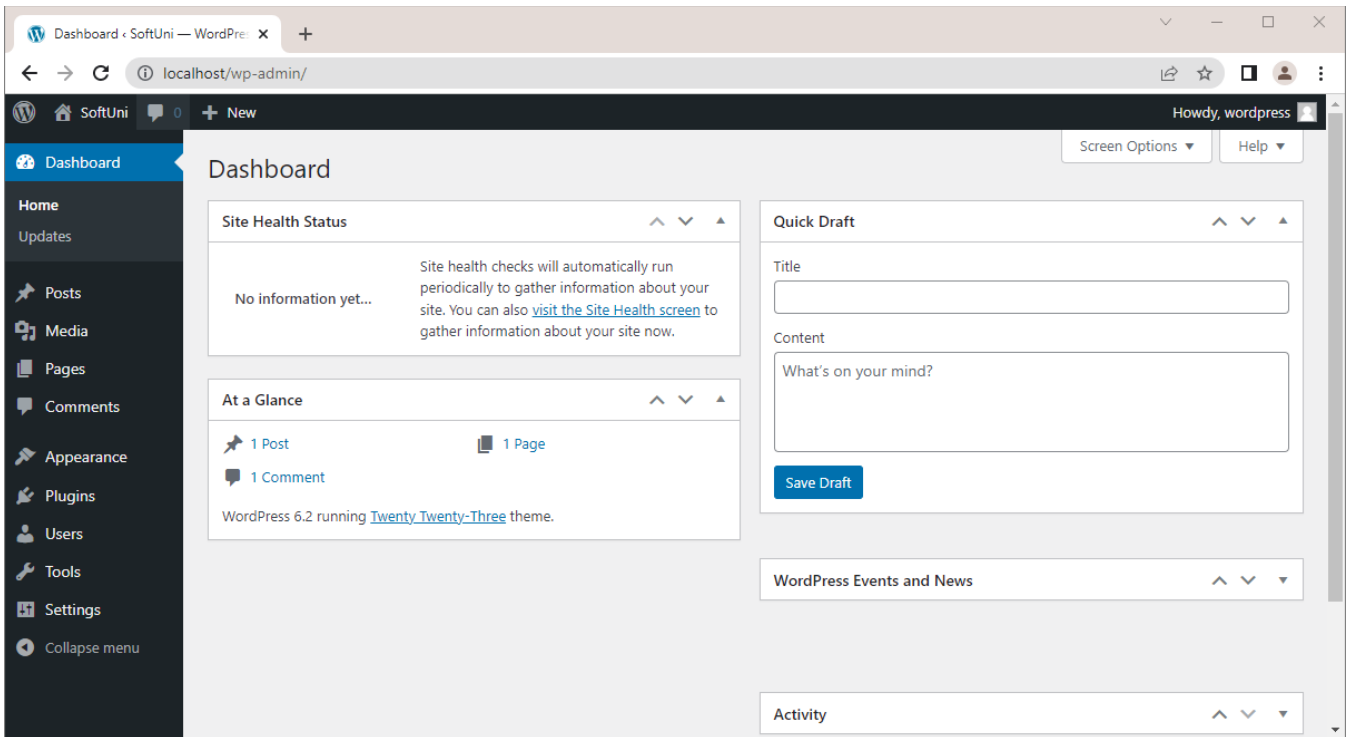 Dashboard ‹ SoftUni — WordPre
localhost/wp-admin/
SoftUni 0 New Howdy, wordpress
Dashboard
Home
Updates
Posts
Media
Pages
Comments
Appearance
Plugins
Users
Tools
Settings
Collapse menu
Screen Options Help
Dashboard
Site Health Status
No information yet...
Site health checks will automatically run
periodically to gather information about your
site. You can also visit the Site Health screen to
gather information about your site now.
At a Glance
1 Post 1 Page
1 Comment
WordPress 6.2 running Twenty Twenty-Three theme.
Quick Draft
Title
Content
What's on your mind?
Save Draft
WordPress Events and News
Activity